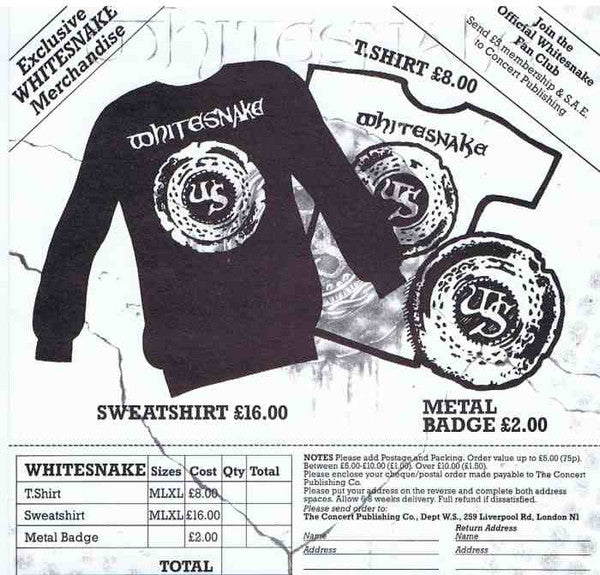 Exclusive
WHITESNAKE
Merchandise
Join the
Official Whitesnake
Fan Club
Send £5 membership & S.A.E.
to Concert Publishing
T.SHIRT £8.00
WHITESNAKE
WS
WHITESNAKE
WS
WS
SWEATSHIRT £16.00
METAL
BADGE £2.00
WHITESNAKE Sizes Cost Qty Total
T.Shirt MLXL £8.00
Sweatshirt MLXL £16.00
Metal Badge £2.00
TOTAL
NOTES Please add Postage and Packing. Order value up to £5.00 (75p).
Between £5.00-£10.00 (£1.00). Over £10.00 (£1.50).
Please enclose your cheque/postal order made payable to The Concert
Publishing Co.
Please put your address on the reverse and complete both address
spaces. Allow 6/8 weeks delivery. Full refund if dissatisfied.
Please send order to:
The Concert Publishing Co., Dept W.S., 259 Liverpool Rd, London N1
Return Address
Name Name
Address Address